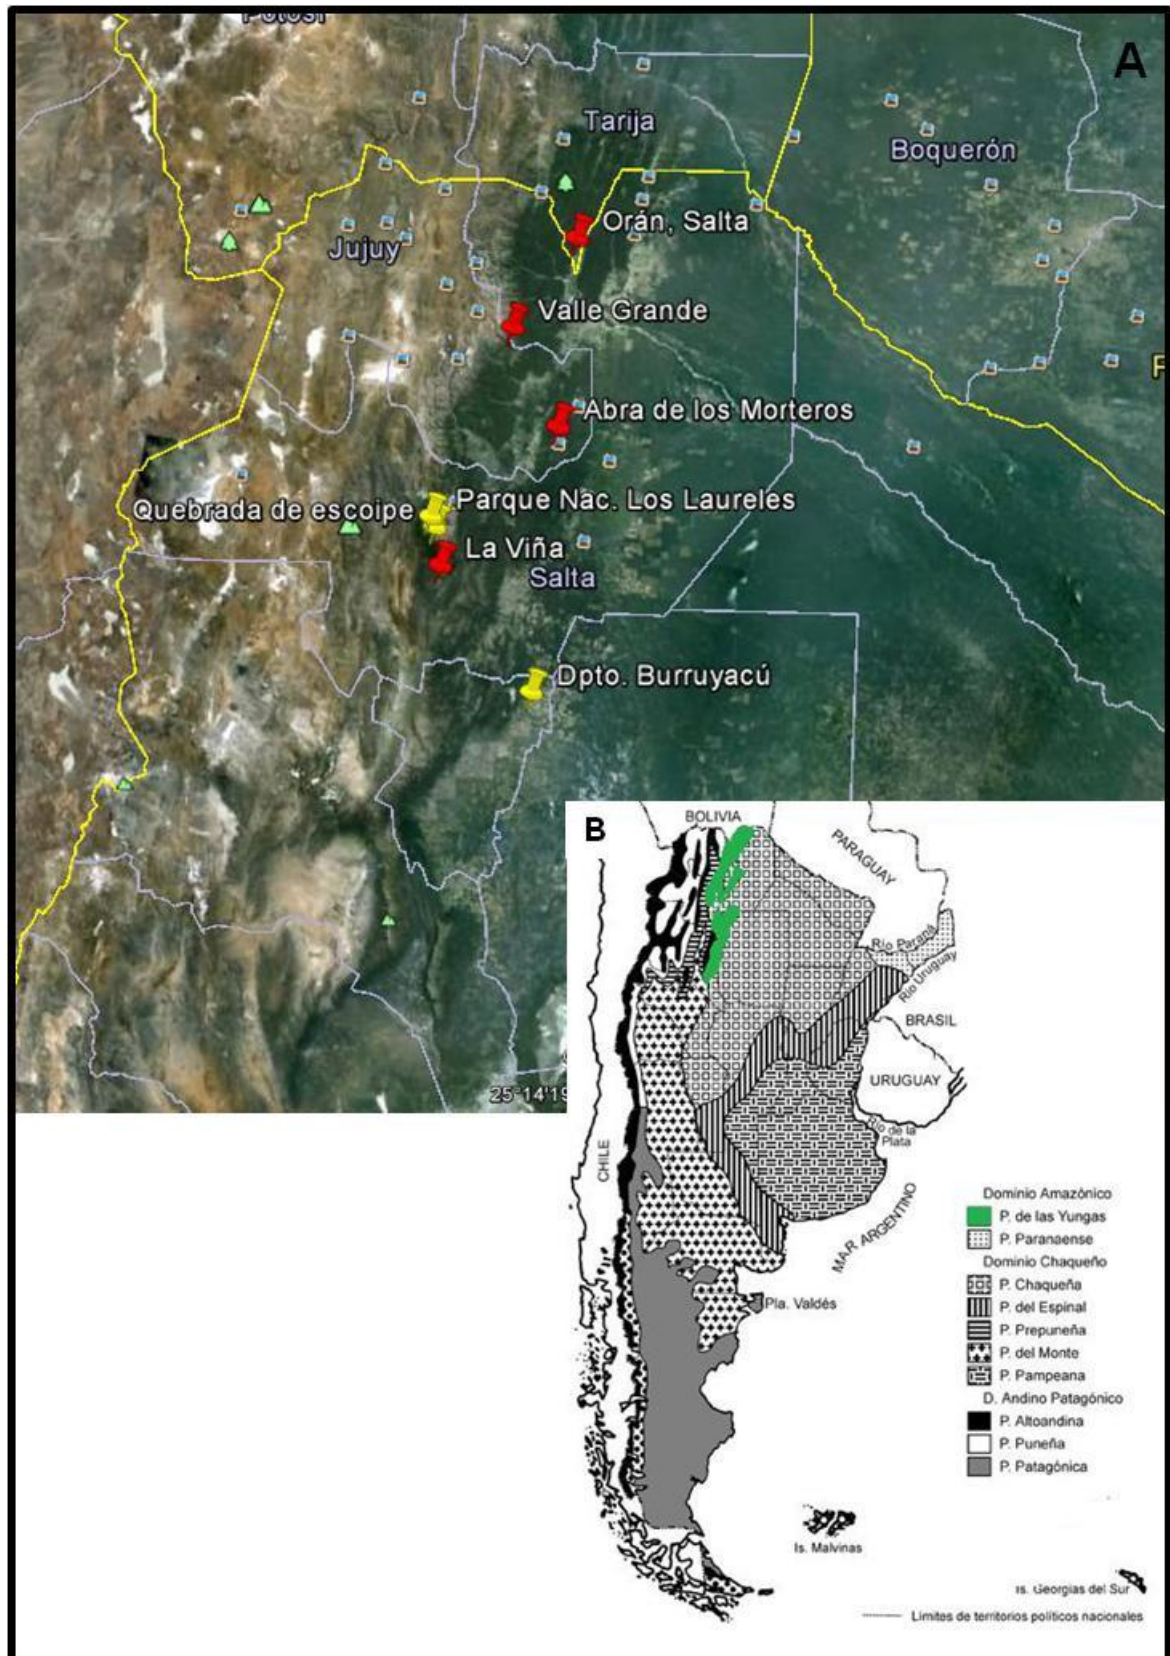 Potosí
A
Tarija
Boquerón
Orán, Salta
Jujuy
Valle Grande
Abra de los Morteros
Parque Nac. Los Laureles
Quebrada de escoipe
La Viña
Salta
Dpto. Burruyacú
25°14'19
B
BOLIVIA
PARAGUAY
Río Paraná
Río Uruguay
BRASIL
URUGUAY
Río de la
Plata
CHILE
MAR ARGENTINO
Pla. Valdés
Dominio Amazónico
P. de las Yungas
P. Paranaense
Dominio Chaqueño
P. Chaqueña
P. del Espinal
P. Prepuneña
P. del Monte
P. Pampeana
D. Andino Patagónico
P. Altoandina
P. Puneña
P. Patagónica
Is. Malvinas
Is. Georgias del Sur
Limites de territorios políticos nacionales